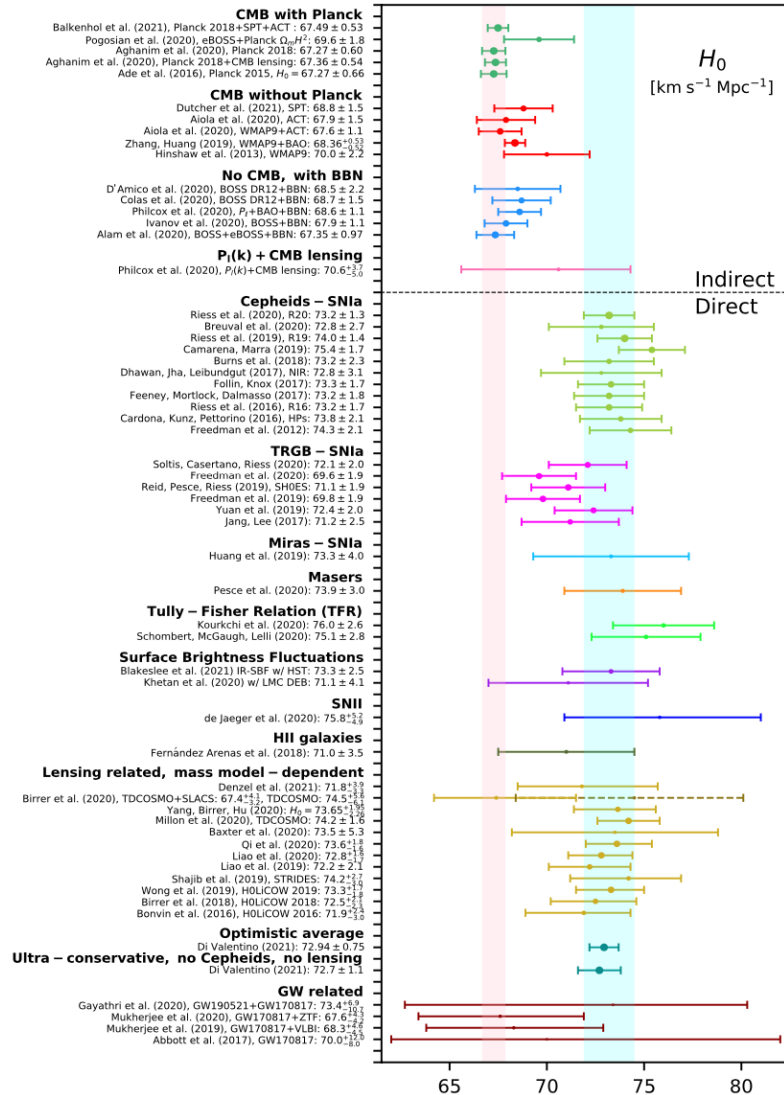 CMB with Planck
Balkenhol et al. (2021), Planck 2018+SPT+ACT : 67.49 ± 0.53
Pogosian et al. (2020), eBOSS+Planck Ω_mH²: 69.6 ± 1.8
Aghanim et al. (2020), Planck 2018: 67.27 ± 0.60
Aghanim et al. (2020), Planck 2018+CMB lensing: 67.36 ± 0.54
Ade et al. (2016), Planck 2015, H₀ = 67.27 ± 0.66
H₀
[km s⁻¹ Mpc⁻¹]
CMB without Planck
Dutcher et al. (2021), SPT: 68.8 ± 1.5
Aiola et al. (2020), ACT: 67.9 ± 1.5
Aiola et al. (2020), WMAP9+ACT: 67.6 ± 1.1
Zhang, Huang (2019), WMAP9+BAO: 68.36^{+0.53}_{-0.52}
Hinshaw et al. (2013), WMAP9: 70.0 ± 2.2
No CMB, with BBN
D'Amico et al. (2020), BOSS DR12+BBN: 68.5 ± 2.2
Colas et al. (2020), BOSS DR12+BBN: 68.7 ± 1.5
Philcox et al. (2020), P_ℓ+BAO+BBN: 68.6 ± 1.1
Ivanov et al. (2020), BOSS+BBN: 67.9 ± 1.1
Alam et al. (2020), BOSS+eBOSS+BBN: 67.35 ± 0.97
P_l(k) + CMB lensing
Philcox et al. (2020), P_l(k)+CMB lensing: 70.6^{+3.7}_{-5.0}
Indirect
Direct
Cepheids − SNIa
Riess et al. (2020), R20: 73.2 ± 1.3
Breuval et al. (2020): 72.8 ± 2.7
Riess et al. (2019), R19: 74.0 ± 1.4
Camarena, Marra (2019): 75.4 ± 1.7
Burns et al. (2018): 73.2 ± 2.3
Dhawan, Jha, Leibundgut (2017), NIR: 72.8 ± 3.1
Follin, Knox (2017): 73.3 ± 1.7
Feeney, Mortlock, Dalmasso (2017): 73.2 ± 1.8
Riess et al. (2016), R16: 73.2 ± 1.7
Cardona, Kunz, Pettorino (2016), HPs: 73.8 ± 2.1
Freedman et al. (2012): 74.3 ± 2.1
TRGB − SNIa
Soltis, Casertano, Riess (2020): 72.1 ± 2.0
Freedman et al. (2020): 69.6 ± 1.9
Reid, Pesce, Riess (2019), SH0ES: 71.1 ± 1.9
Freedman et al. (2019): 69.8 ± 1.9
Yuan et al. (2019): 72.4 ± 2.0
Jang, Lee (2017): 71.2 ± 2.5
Miras − SNIa
Huang et al. (2019): 73.3 ± 4.0
Masers
Pesce et al. (2020): 73.9 ± 3.0
Tully − Fisher Relation (TFR)
Kourkchi et al. (2020): 76.0 ± 2.6
Schombert, McGaugh, Lelli (2020): 75.1 ± 2.8
Surface Brightness Fluctuations
Blakeslee et al. (2021) IR-SBF w/ HST: 73.3 ± 2.5
Khetan et al. (2020) w/ LMC DEB: 71.1 ± 4.1
SNII
de Jaeger et al. (2020): 75.8^{+5.2}_{-4.9}
HII galaxies
Fernández Arenas et al. (2018): 71.0 ± 3.5
Lensing related, mass model − dependent
Denzel et al. (2021): 71.8^{+3.9}_{-3.3}
Birrer et al. (2020), TDCOSMO+SLACS: 67.4^{+4.1}_{-3.2}, TDCOSMO: 74.5^{+5.6}_{-6.1}
Yang, Birrer, Hu (2020): H₀ = 73.65^{+1.95}_{-2.26}
Millon et al. (2020), TDCOSMO: 74.2 ± 1.6
Baxter et al. (2020): 73.5 ± 5.3
Qi et al. (2020): 73.6^{+1.8}_{-1.6}
Liao et al. (2020): 72.8^{+1.6}_{-1.7}
Liao et al. (2019): 72.2 ± 2.1
Shajib et al. (2019), STRIDES: 74.2^{+2.7}_{-3.0}
Wong et al. (2019), H0LiCOW 2019: 73.3^{+1.7}_{-1.8}
Birrer et al. (2018), H0LiCOW 2018: 72.5^{+2.1}_{-2.3}
Bonvin et al. (2016), H0LiCOW 2016: 71.9^{+2.4}_{-3.0}
Optimistic average
Di Valentino (2021): 72.94 ± 0.75
Ultra − conservative, no Cepheids, no lensing
Di Valentino (2021): 72.7 ± 1.1
GW related
Gayathri et al. (2020), GW190521+GW170817: 73.4^{+6.9}_{-10.7}
Mukherjee et al. (2020), GW170817+ZTF: 67.6^{+4.3}_{-4.2}
Mukherjee et al. (2019), GW170817+VLBI: 68.3^{+4.6}_{-4.5}
Abbott et al. (2017), GW170817: 70.0^{+12.0}_{-8.0}
65 70 75 80